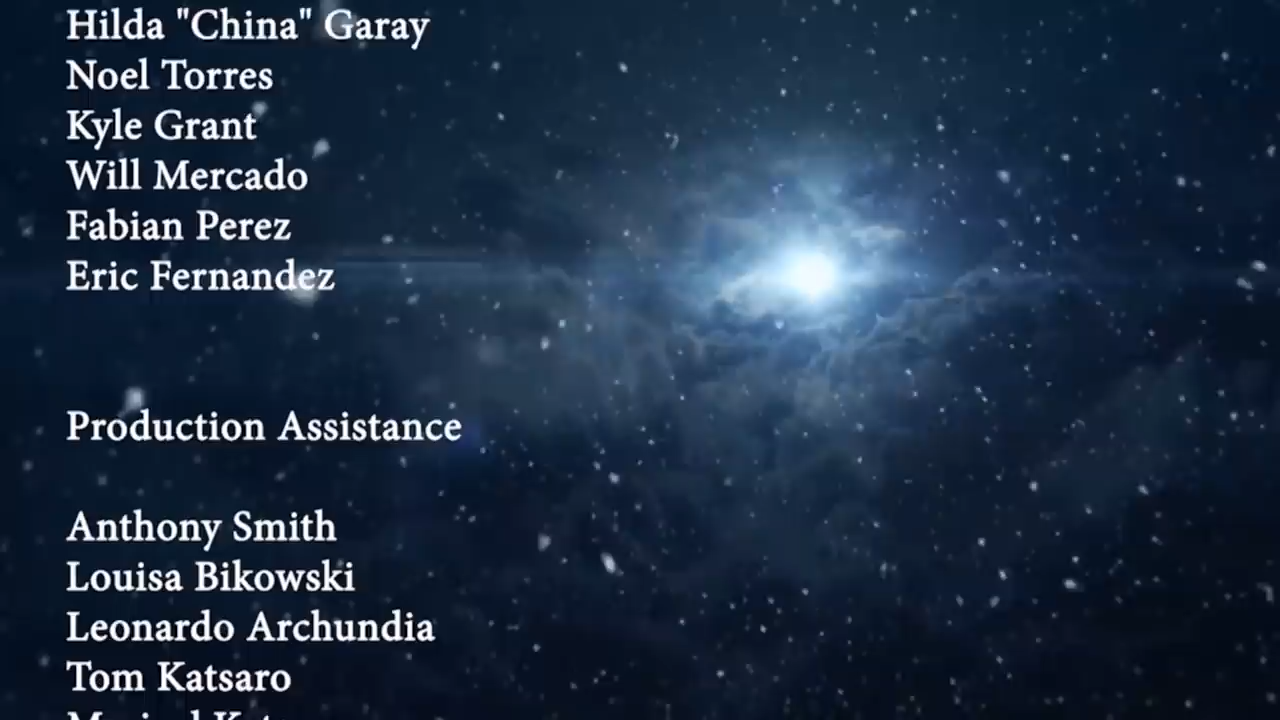 Hilda "China" Garay
Noel Torres
Kyle Grant
Will Mercado
Fabian Perez
Eric Fernandez
Production Assistance
Anthony Smith
Louisa Bikowski
Leonardo Archundia
Tom Katsaro